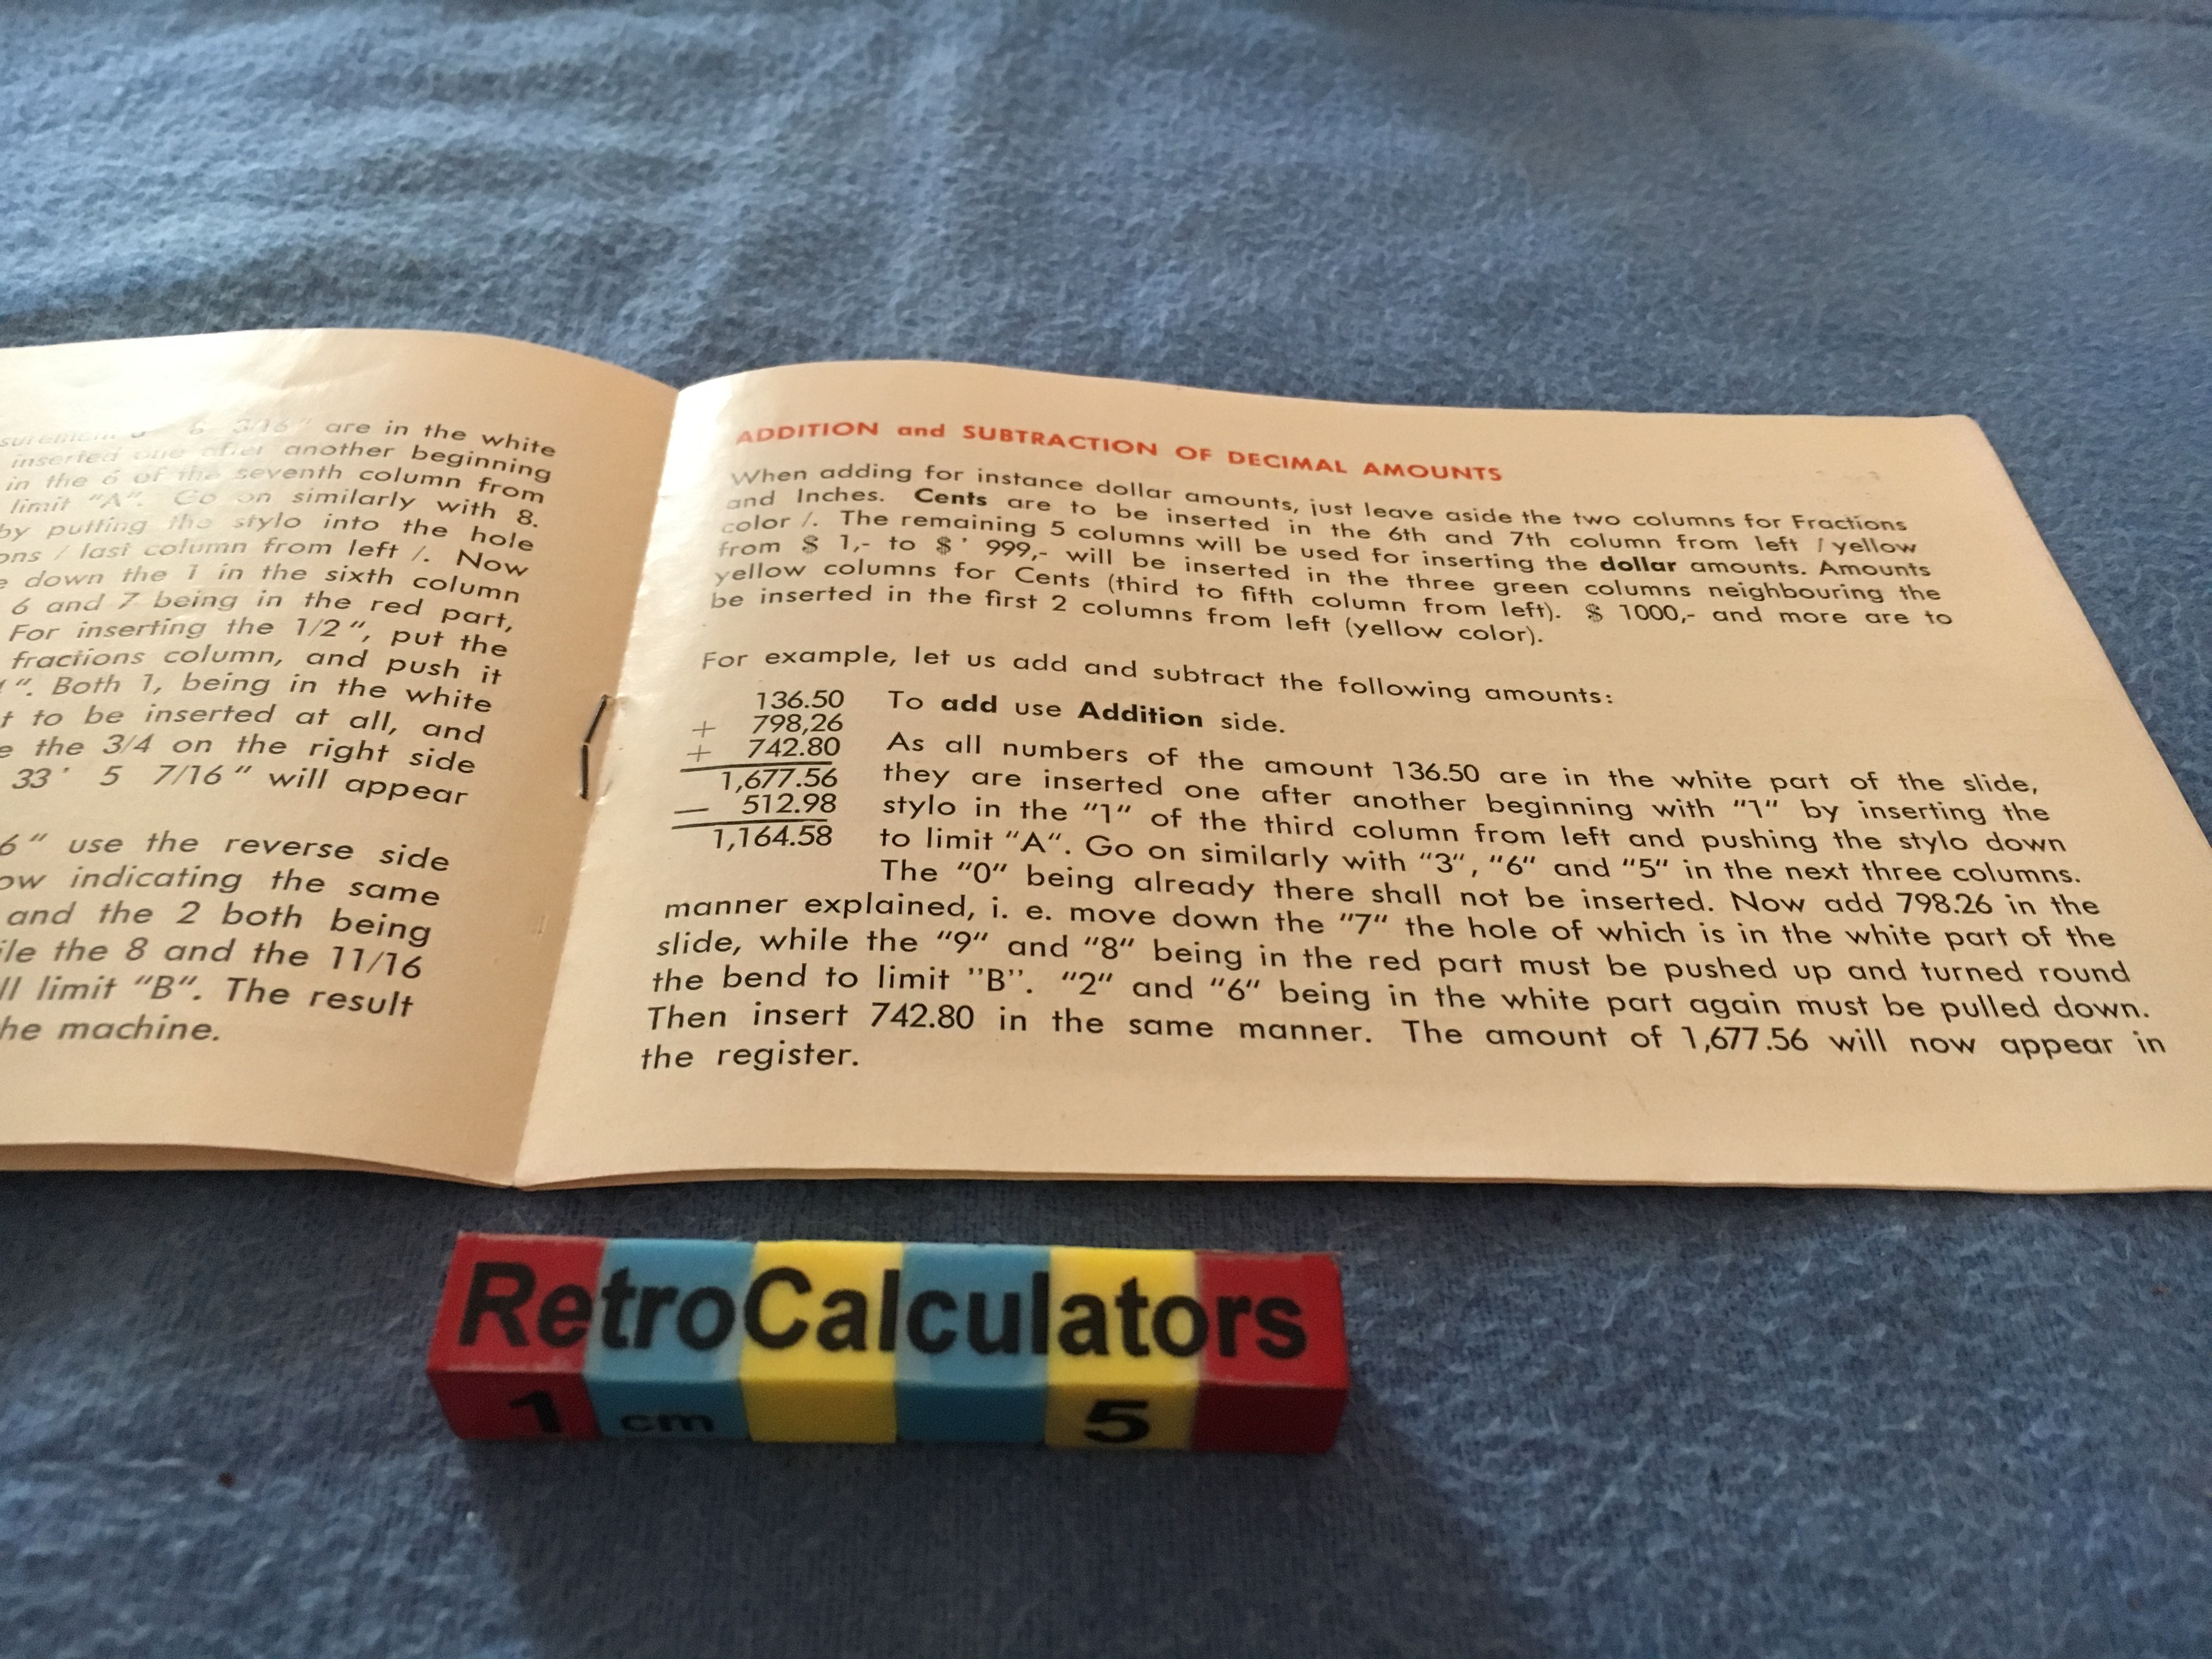 6 3/16" are in the white
inserted one after another beginning
in the 6 of the seventh column from
limit "A". Go on similarly with 8.
by putting the stylo into the hole
ons / last column from left /. Now
down the 1 in the sixth column
6 and 7 being in the red part,
For inserting the 1/2", put the
fractions column, and push it
". Both 1, being in the white
t to be inserted at all, and
e the 3/4 on the right side
33' 5 7/16" will appear
6" use the reverse side
ow indicating the same
and the 2 both being
ile the 8 and the 11/16
ll limit "B". The result
he machine.
ADDITION and SUBTRACTION OF DECIMAL AMOUNTS
When adding for instance dollar amounts, just leave aside the two columns for Fractions
and Inches. Cents are to be inserted in the 6th and 7th column from left / yellow
color /. The remaining 5 columns will be used for inserting the dollar amounts. Amounts
from $ 1,- to $' 999,- will be inserted in the three green columns neighbouring the
yellow columns for Cents (third to fifth column from left). $ 1000,- and more are to
be inserted in the first 2 columns from left (yellow color).
For example, let us add and subtract the following amounts:
136.50 To add use Addition side.
+ 798,26
+ 742.80 As all numbers of the amount 136.50 are in the white part of the slide,
1,677.56 they are inserted one after another beginning with "1" by inserting the
— 512.98 stylo in the "1" of the third column from left and pushing the stylo down
1,164.58 to limit "A". Go on similarly with "3", "6" and "5" in the next three columns.
The "0" being already there shall not be inserted. Now add 798.26 in the
manner explained, i. e. move down the "7" the hole of which is in the white part of the
slide, while the "9" and "8" being in the red part must be pushed up and turned round
the bend to limit "B". "2" and "6" being in the white part again must be pulled down.
Then insert 742.80 in the same manner. The amount of 1,677.56 will now appear in
the register.
RetroCalculators
1 cm 5